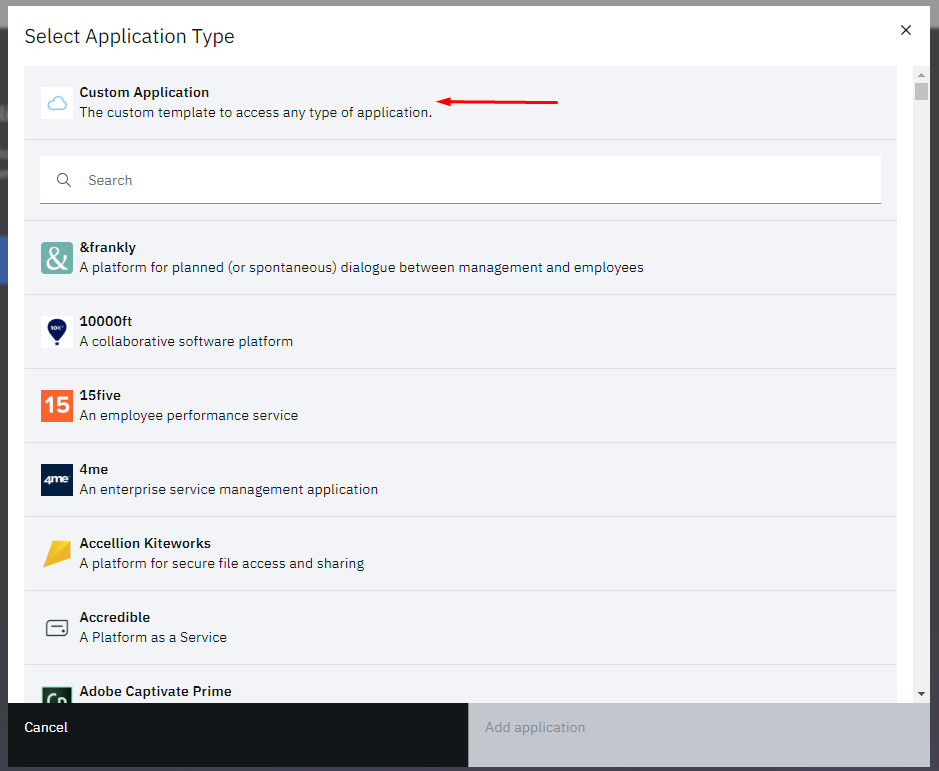 Select Application Type
Custom Application
The custom template to access any type of application.
Search
&frankly
A platform for planned (or spontaneous) dialogue between management and employees
10000ft
A collaborative software platform
15five
15
An employee performance service
4me
4me
An enterprise service management application
Accellion Kiteworks
A platform for secure file access and sharing
Accredible
A Platform as a Service
Adobe Captivate Prime
Cp
Cancel
Add application